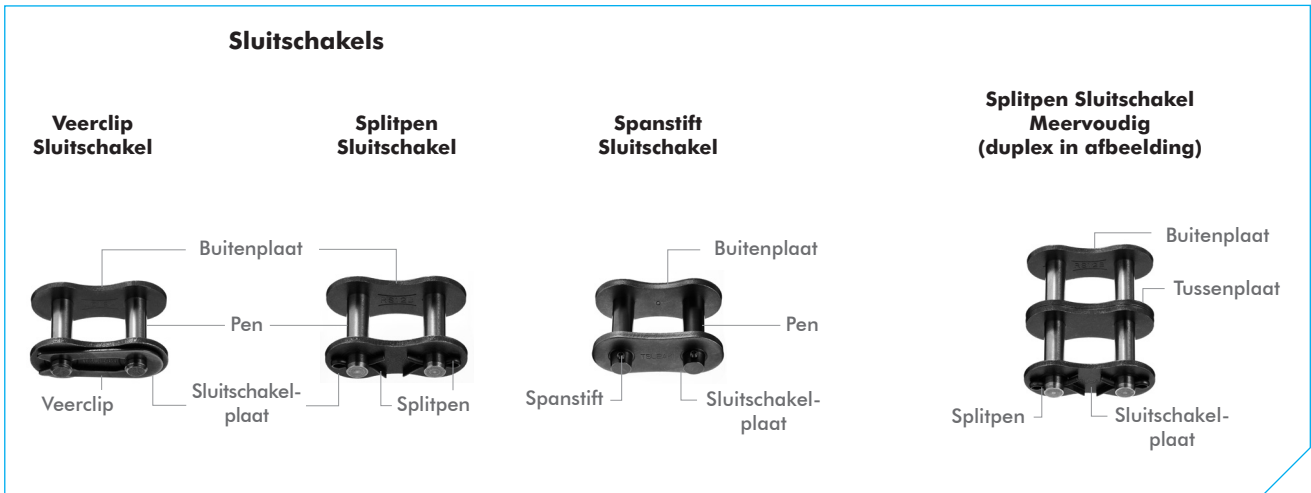 Sluitschakels
Veerclip
Sluitschakel
Splitpen
Sluitschakel
Spanstift
Sluitschakel
Splitpen Sluitschakel
Meervoudig
(duplex in afbeelding)
Buitenplaat
Pen
Veerclip
Sluitschakel-
plaat
Splitpen
Buitenplaat
Pen
Spanstift
Sluitschakel-
plaat
Buitenplaat
Tussenplaat
Splitpen
Sluitschakel-
plaat